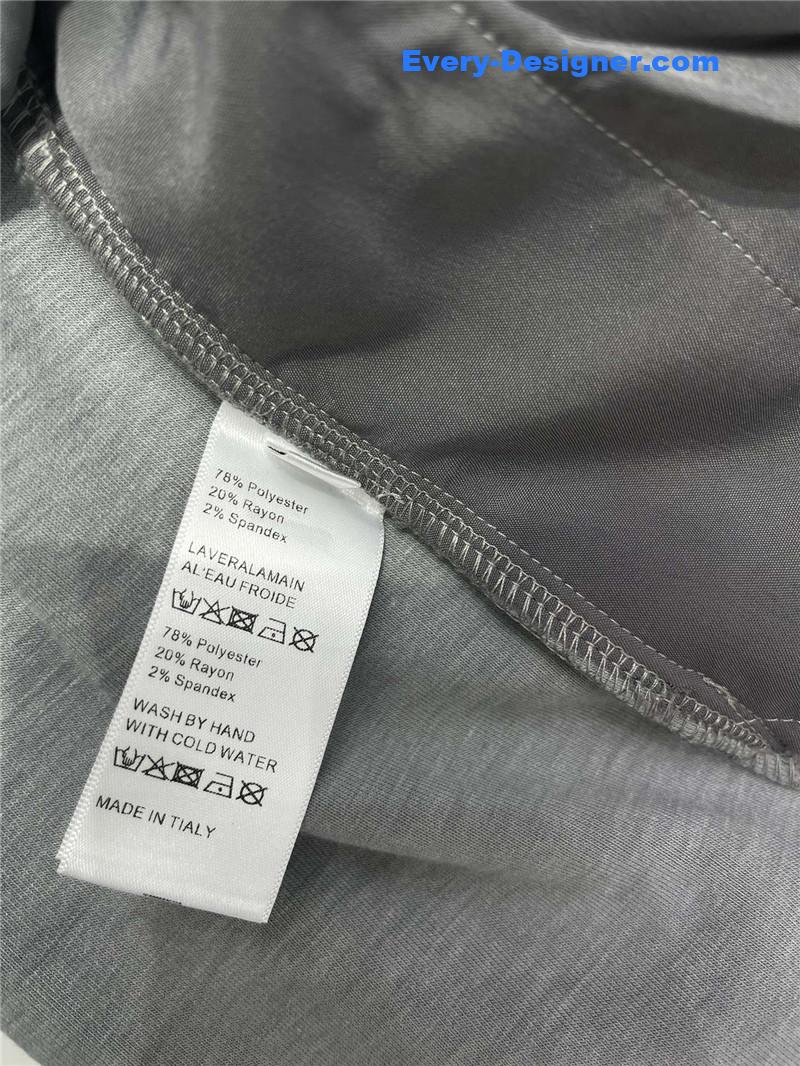 Every-Designer.com
78% Polyester
20% Rayon
2% Spandex
LAVERALAMAIN
AL'EAU FROIDE
78% Polyester
20% Rayon
2% Spandex
WASH BY HAND
WITH COLD WATER
MADE IN TIALY